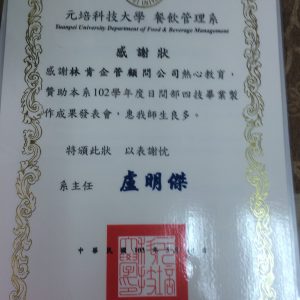 元培科技大學 餐飲管理系
Yuanpei University Department of Food & Beverage Management
感謝狀
感謝林肯金管顧問公司熱心教育，
贊助本系102學年度日間部四技畢業製
作成果發表會，惠我師生良多。
特頒此狀 以表謝忱
系主任 盧明傑
中華民國 103 年